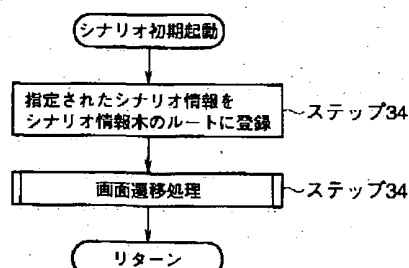 シナリオ初期起動
指定されたシナリオ情報を
シナリオ情報木のルートに登録
ステップ34
画面遷移処理
ステップ34
リターン